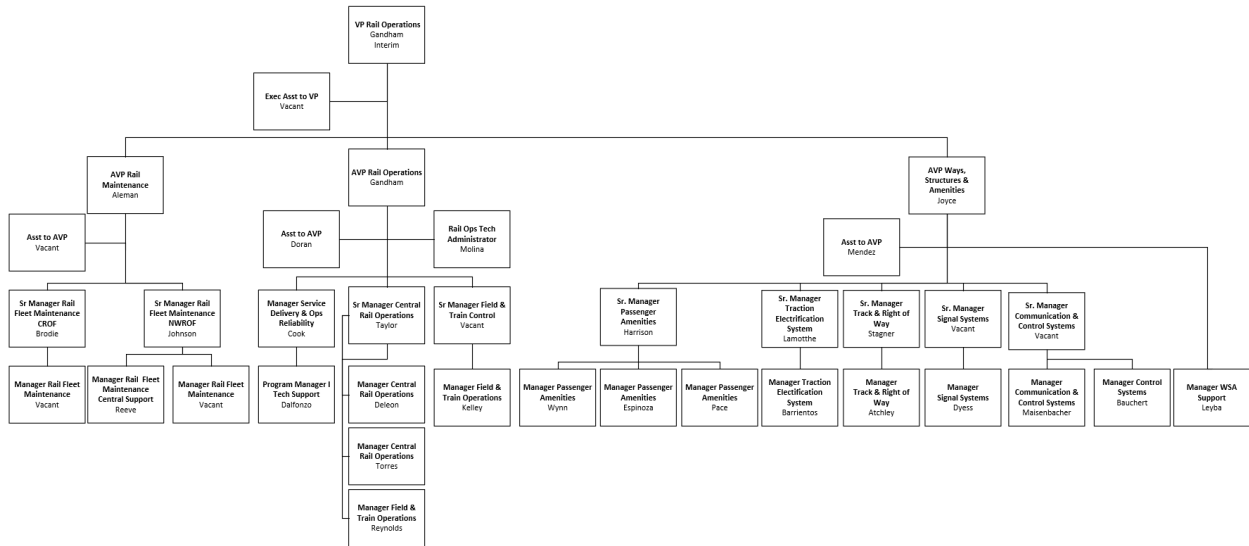 VP Rail Operations
Gandham
Interim
Exec Asst to VP
Vacant
AVP Rail
Maintenance
Aleman
AVP Rail Operations
Gandham
AVP Ways,
Structures &
Amenities
Joyce
Asst to AVP
Vacant
Asst to AVP
Doran
Rail Ops Tech
Administrator
Molina
Asst to AVP
Mendez
Sr Manager Rail
Fleet Maintenance
CROF
Brodie
Sr Manager Rail
Fleet Maintenance
NWROF
Johnson
Manager Service
Delivery & Ops
Reliability
Cook
Sr Manager Central
Rail Operations
Taylor
Sr Manager Field &
Train Control
Vacant
Sr. Manager
Passenger
Amenities
Harrison
Sr. Manager
Traction
Electrification
System
Lamotthe
Sr. Manager
Track & Right of
Way
Stagner
Sr. Manager
Signal Systems
Vacant
Sr. Manager
Communication &
Control Systems
Vacant
Manager Rail Fleet
Maintenance
Vacant
Manager Rail Fleet
Maintenance
Central Support
Reeve
Manager Rail Fleet
Maintenance
Vacant
Program Manager I
Tech Support
Dalfonzo
Manager Central
Rail Operations
Deleon
Manager Field &
Train Operations
Kelley
Manager Passenger
Amenities
Wynn
Manager Passenger
Amenities
Espinoza
Manager Passenger
Amenities
Pace
Manager Traction
Electrification
System
Barrientos
Manager
Track & Right of
Way
Atchley
Manager
Signal Systems
Dyess
Manager
Communication &
Control Systems
Maisenbacher
Manager Control
Systems
Bauchert
Manager WSA
Support
Leyba
Manager Central
Rail Operations
Torres
Manager Field &
Train Operations
Reynolds